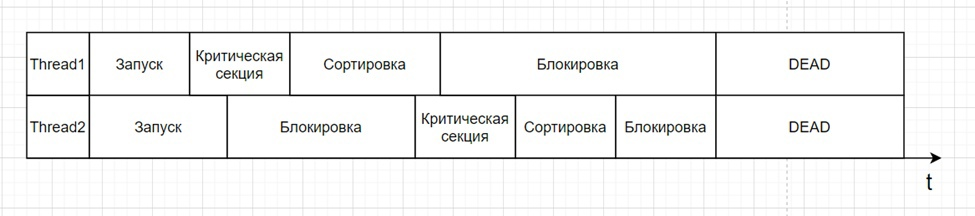 Thread1
Запуск
Критическая
секция
Сортировка
Блокировка
DEAD
Thread2
Запуск
Блокировка
Критическая
секция
Сортировка
Блокировка
DEAD
t